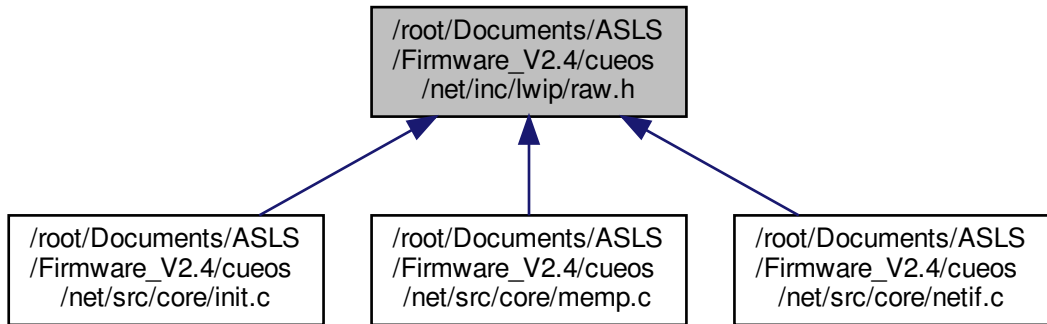 /root/Documents/ASLS
/Firmware_V2.4/cueos
/net/inc/lwip/raw.h
/root/Documents/ASLS
/Firmware_V2.4/cueos
/net/src/core/init.c
/root/Documents/ASLS
/Firmware_V2.4/cueos
/net/src/core/memp.c
/root/Documents/ASLS
/Firmware_V2.4/cueos
/net/src/core/netif.c